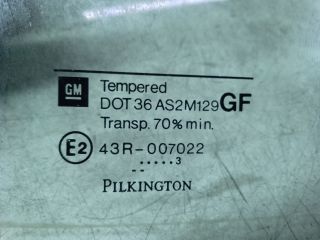 GM Tempered
DOT 36 AS2M129 GF
Transp. 70% min.
E2 43R-007022
.....3
--
PILKINGTON